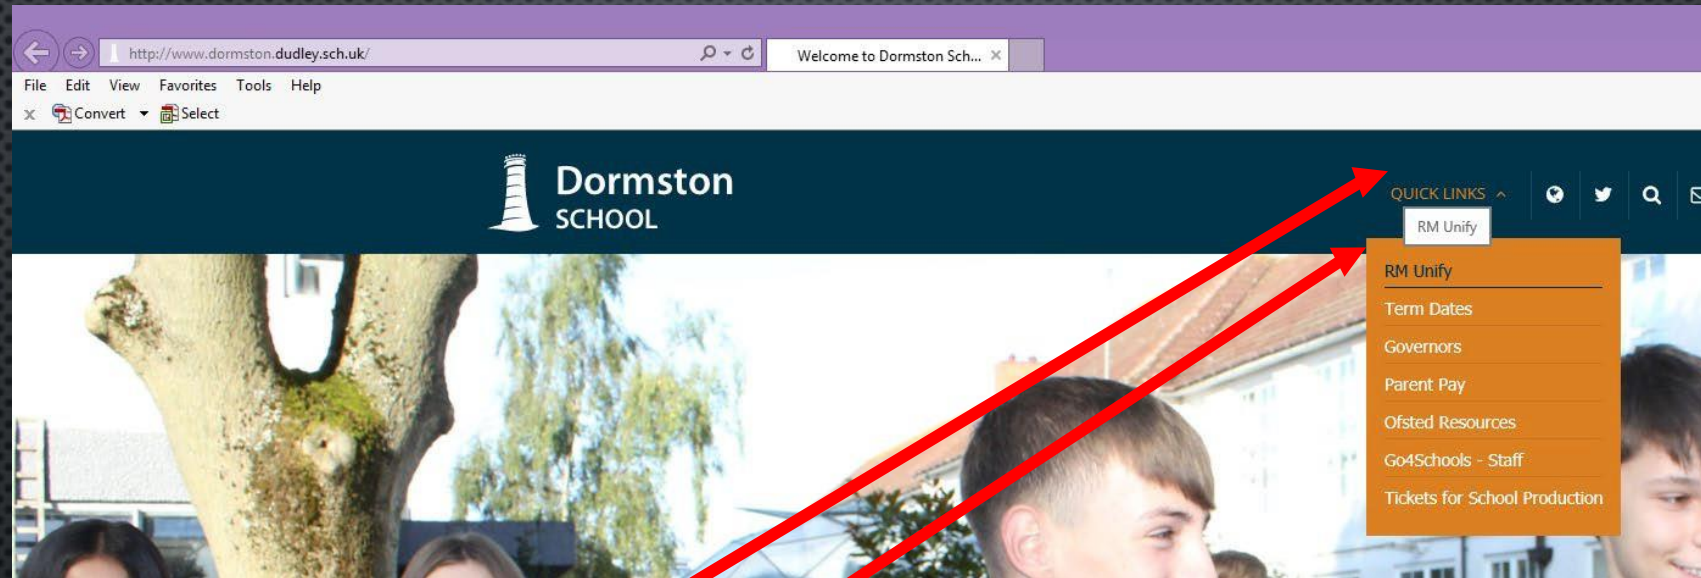 http://www.dormston.dudley.sch.uk/
Welcome to Dormston Sch...
File Edit View Favorites Tools Help
x Convert Select
Dormston
SCHOOL
QUICK LINKS
RM Unify
RM Unify
Term Dates
Governors
Parent Pay
Ofsted Resources
Go4Schools - Staff
Tickets for School Production